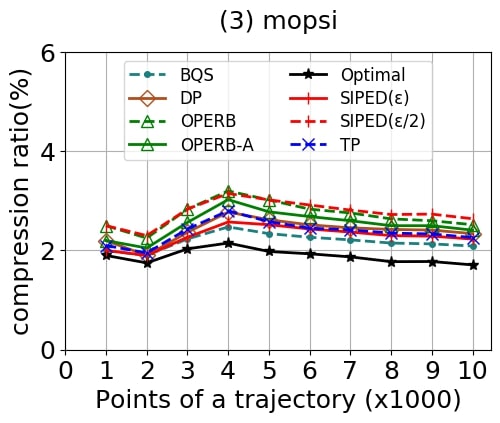 (3) mopsi
compression ratio(%)
6
4
2
0
BQS
DP
OPERB
OPERB-A
Optimal
SIPED(ε)
SIPED(ε/2)
TP
0 1 2 3 4 5 6 7 8 9 10
Points of a trajectory (x1000)